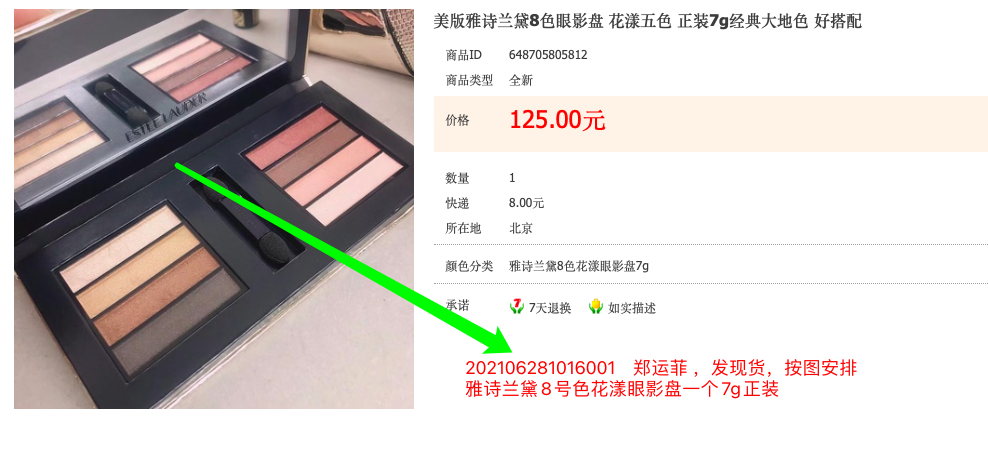 美版雅诗兰黛8色眼影盘 花漾五色 正装7g经典大地色 好搭配
商品ID 648705805812
商品类型 全新
价格 125.00元
数量 1
快递 8.00元
所在地 北京
颜色分类 雅诗兰黛8色花漾眼影盘7g
承诺 7天退换 如实描述
ESTEE LAUDER
202106281016001 郑运菲，发现货，按图安排
雅诗兰黛8号色花漾眼影盘一个7g正装